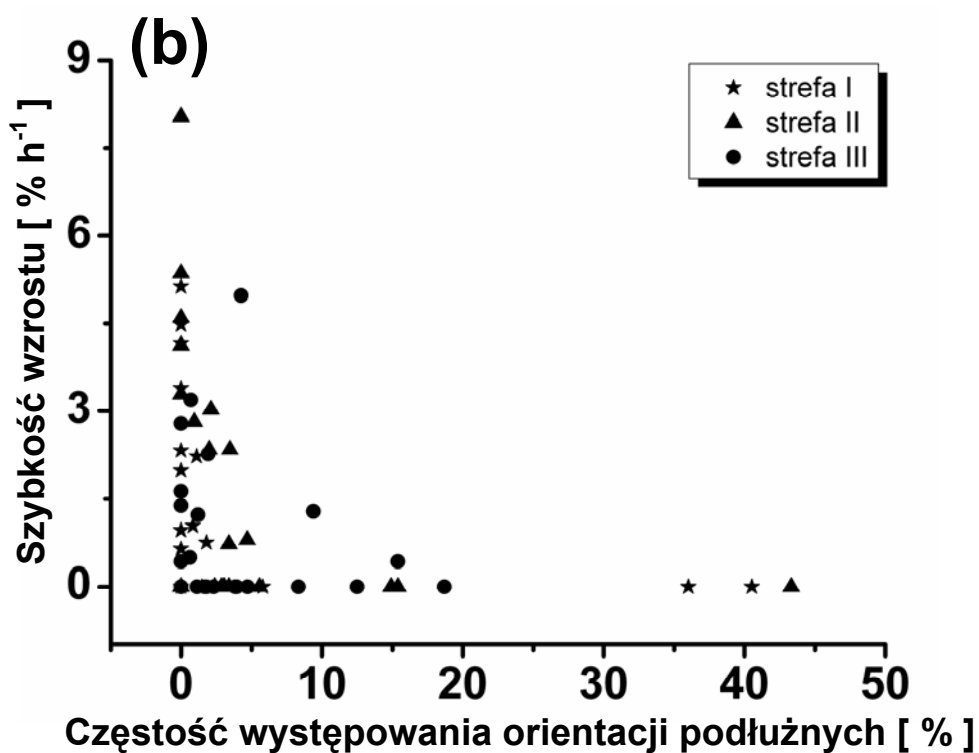 (b)
9
6
3
0
Szybkość wzrostu [ % h-1 ]
strefa I
strefa II
strefa III
0 10 20 30 40 50
Częstość występowania orientacji podłużnych [ % ]